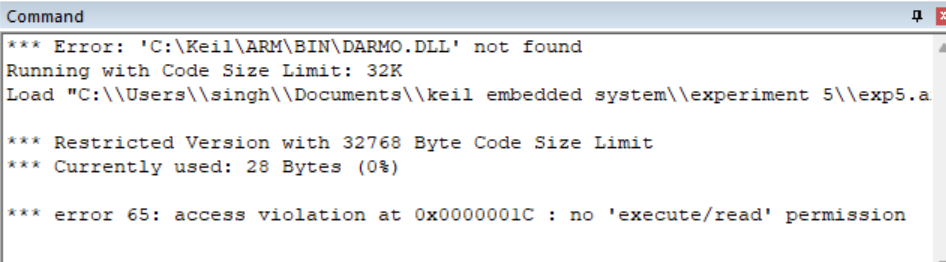 Command
*** Error: 'C:\Keil\ARM\BIN\DARMO.DLL' not found
Running with Code Size Limit: 32K
Load "C:\\Users\\singh\\Documents\\keil embedded system\\experiment 5\\exp5.a
*** Restricted Version with 32768 Byte Code Size Limit
*** Currently used: 28 Bytes (0%)
*** error 65: access violation at 0x0000001C : no 'execute/read' permission